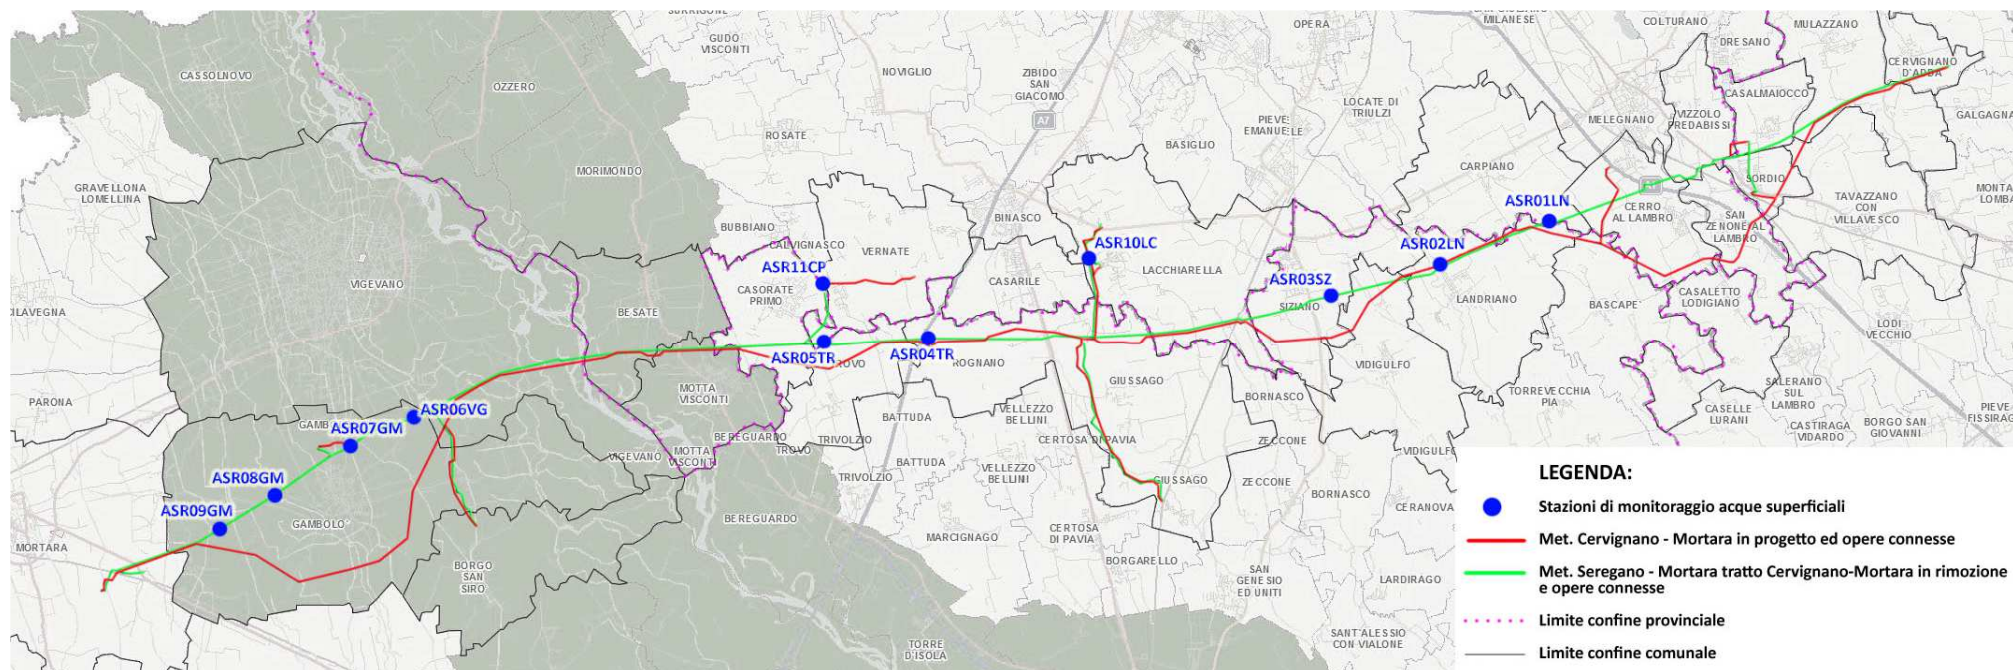 GUDO
VISCONTI
OPERA
MILANESE
COLTURANO
MULAZZANO
DRESANO
CASSOLNOVO
OZZERO
NOVIGLIO
ZIBIDO
SAN
GIACOMO
LOCATE DI
TRIULZI
CERVIGNANO
D'ADDA
CASALMAIOCCO
A7
ROSATE
PIEVE
EMANUELE
MELEGNANO
VIZZOLO
PREDABISSI
BASIGLIO
MORIMONDO
CARPIANO
GRAVELLONA
LOMELLINA
SORDIO
TAVAZZANO
CON
VILLAVESCO
ASR01LN
CERRO
AL LAMBRO
BINASCO
BUBBIANO
SAN
ZENONE AL
LAMBRO
CALVIGNASCO
VERNATE
ASR10LC
ASR02LN
ASR11CP
LACCHIARELLA
CASARILE
ASR03SZ
CASORATE
PRIMO
VIGEVANO
SIZIANO
LANDRIANO
BASCAPE'
CASALETTO
LODIGIANO
BESATE
LODI
VECCHIO
ASR05TR
ASR04TR
ROGNANO
VIDIGULFO
GIUSSAGO
MOTTA
VISCONTI
TORREVECCHIA
PIA
SALERANO
SUL
LAMBRO
BORNASCO
PARONA
ASR06VG
CASELLE
LURANI
ASR07GM
BATTUDA
VELLEZZO
BELLINI
CASTIRAGA
VIDARDO
BORGO SAN
GIOVANNI
BEREGUARDO
TROVO
TRIVOLZIO
CERTOSA DI PAVIA
ZECCONE
VIGEVANO
MOTTA
VISCONTI
BATTUDA
VELLEZZO
BELLINI
ASR08GM
TRIVOLZIO
GIUSSAGO
ZECCONE
BORNASCO
CERANOVA
ASR09GM
GAMBOLO'
BEREGUARDO
CERTOSA
DI PAVIA
MARCIGNAGO
MORTARA
BORGARELLO
BORGO
SAN
SIRO
SAN
GENESIO
ED UNITI
LARDIRAGO
TORRE
D'ISOLA
SANT'ALESSIO
CON VIALONE
LEGENDA:
Stazioni di monitoraggio acque superficiali
Met. Cervignano - Mortara in progetto ed opere connesse
Met. Seregano - Mortara tratto Cervignano-Mortara in rimozione
e opere connesse
Limite confine provinciale
Limite confine comunale